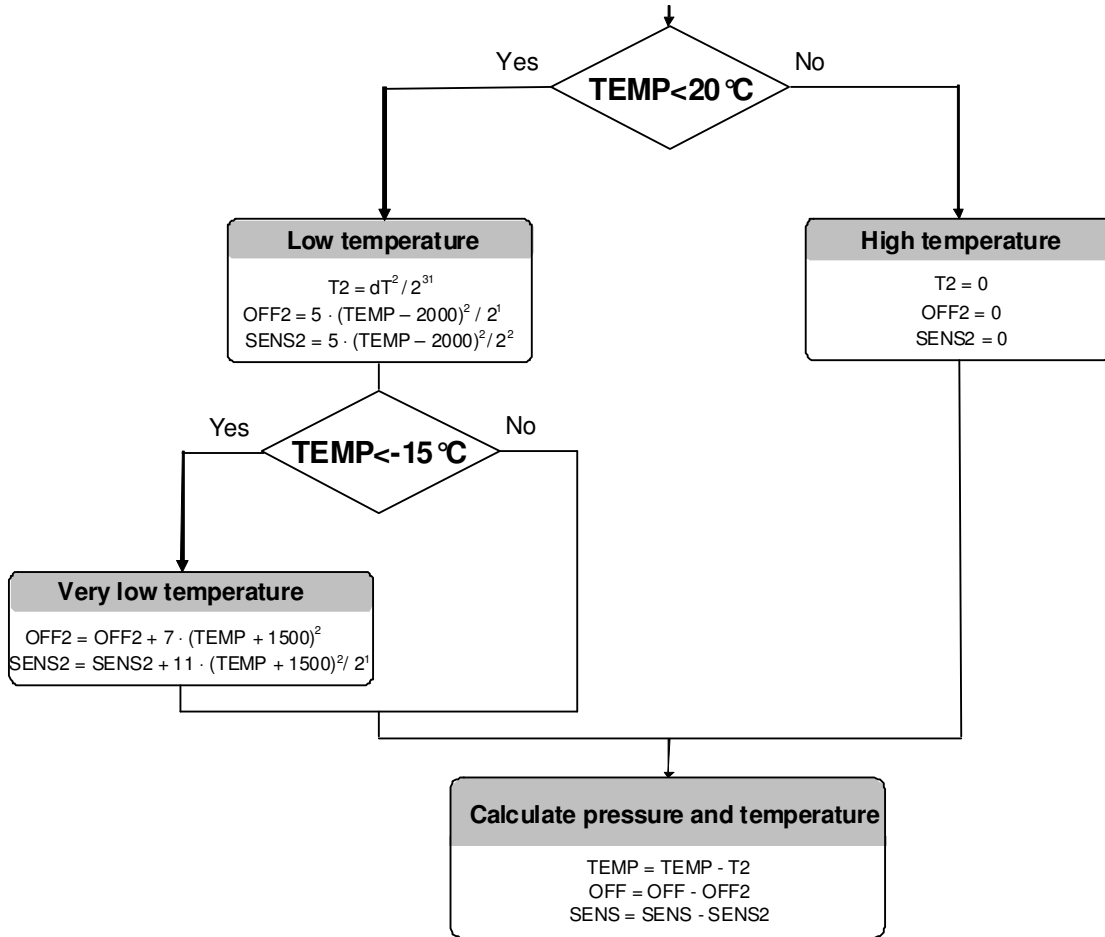 Yes
No
TEMP<20°C
Low temperature
T2 = dT² / 2³¹
OFF2 = 5 · (TEMP – 2000)² / 2¹
SENS2 = 5 · (TEMP – 2000)² / 2²
High temperature
T2 = 0
OFF2 = 0
SENS2 = 0
Yes
No
TEMP<-15°C
Very low temperature
OFF2 = OFF2 + 7 · (TEMP + 1500)²
SENS2 = SENS2 + 11 · (TEMP + 1500)² / 2¹
Calculate pressure and temperature
TEMP = TEMP - T2
OFF = OFF - OFF2
SENS = SENS - SENS2